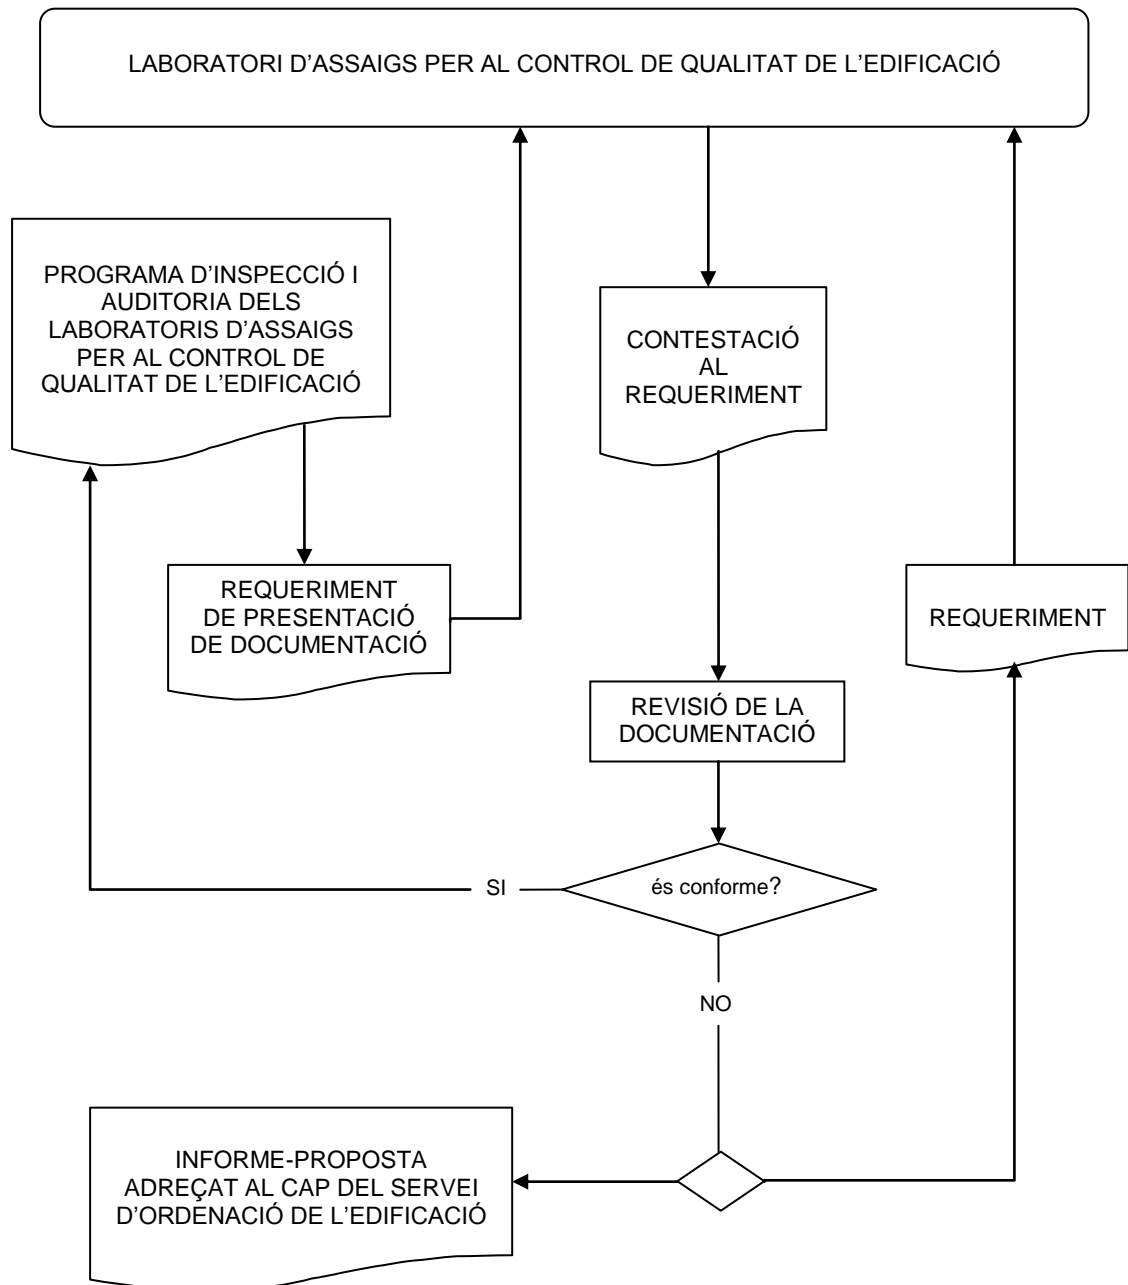 LABORATORI D’ASSAIGS PER AL CONTROL DE QUALITAT DE L’EDIFICACIÓ
PROGRAMA D’INSPECCIÓ I
AUDITORIA DELS
LABORATORIS D’ASSAIGS
PER AL CONTROL DE
QUALITAT DE L’EDIFICACIÓ
CONTESTACIÓ
AL
REQUERIMENT
REQUERIMENT
DE PRESENTACIÓ
DE DOCUMENTACIÓ
REQUERIMENT
REVISIÓ DE LA
DOCUMENTACIÓ
SI
és conforme?
NO
INFORME-PROPOSTA
ADREÇAT AL CAP DEL SERVEI
D’ORDENACIÓ DE L’EDIFICACIÓ